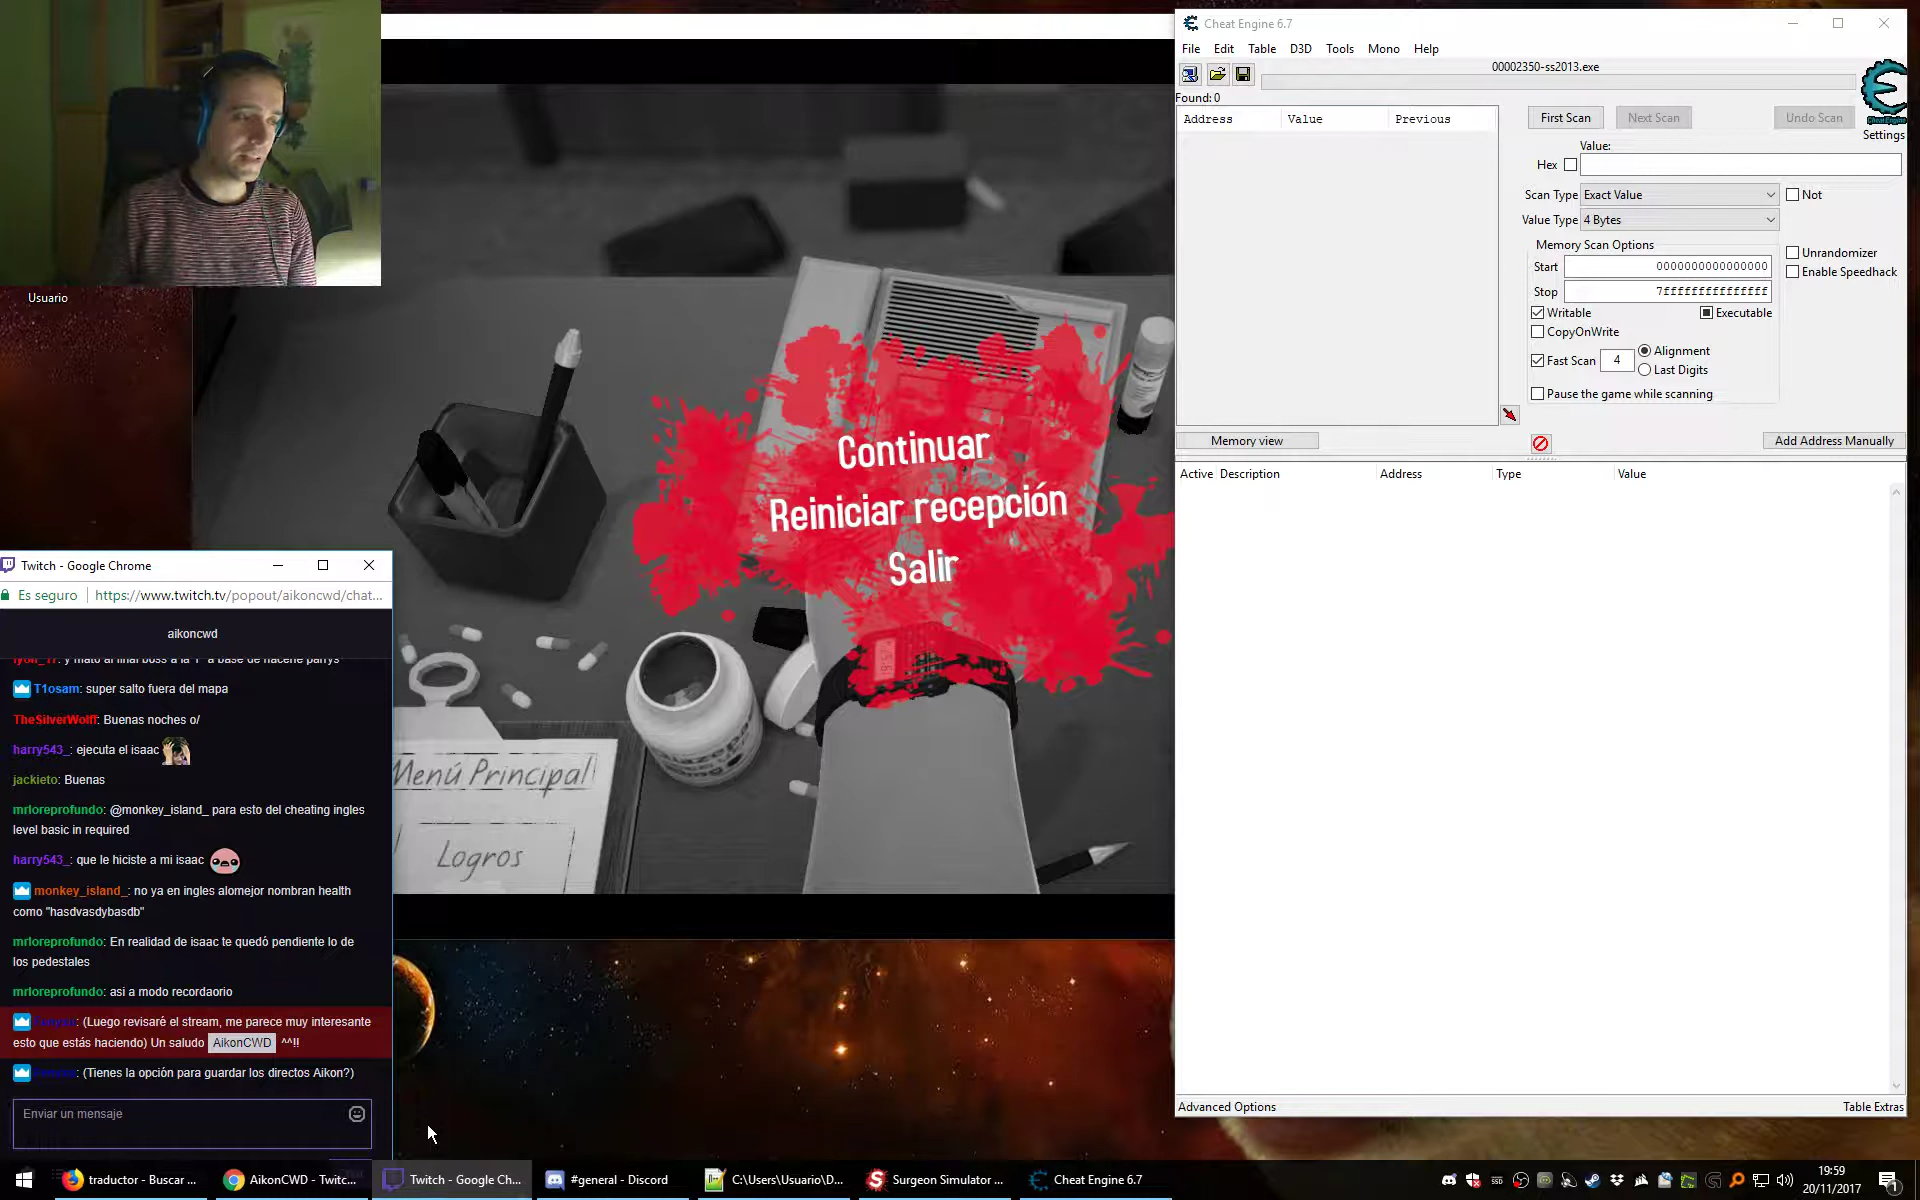 Cheat Engine 6.7
File Edit Table D3D Tools Mono Help
00002350-ss2013.exe
Found: 0
Address Value Previous
First Scan Next Scan Undo Scan
Settings
Value:
Hex
Scan Type Exact Value Not
Value Type 4 Bytes
Memory Scan Options
Start 0000000000000000
Stop 7fffffffffffffff
Unrandomizer
Enable Speedhack
Writable Executable
CopyOnWrite
Fast Scan 4 Alignment
Last Digits
Pause the game while scanning
Memory view Add Address Manually
Active Description Address Type Value
Advanced Options Table Extras
Usuario
Continuar
Reiniciar recepción
Salir
Menú Principal
Logros
Twitch - Google Chrome
Es seguro https://www.twitch.tv/popout/aikoncwd/chat...
aikoncwd
T1osam: super salto fuera del mapa
TheSilverWolff: Buenas noches o/
harry543_: ejecuta el isaac
jackieto: Buenas
mrloreprofundo: @monkey_island_ para esto del cheating ingles
level basic in required
harry543_: que le hiciste a mi isaac
monkey_island_: no ya en ingles alomejor nombran health
como "hasdvasdybasdb"
mrloreprofundo: En realidad de isaac te quedó pendiente lo de
los pedestales
mrloreprofundo: asi a modo recordaorio
: (Luego revisaré el stream, me parece muy interesante
esto que estás haciendo) Un saludo AikonCWD ^^!!
: (Tienes la opción para guardar los directos Aikon?)
Enviar un mensaje
traductor - Buscar ...
AikonCWD - Twitc...
Twitch - Google Ch...
#general - Discord
C:\Users\Usuario\D...
Surgeon Simulator ...
Cheat Engine 6.7
19:59
20/11/2017